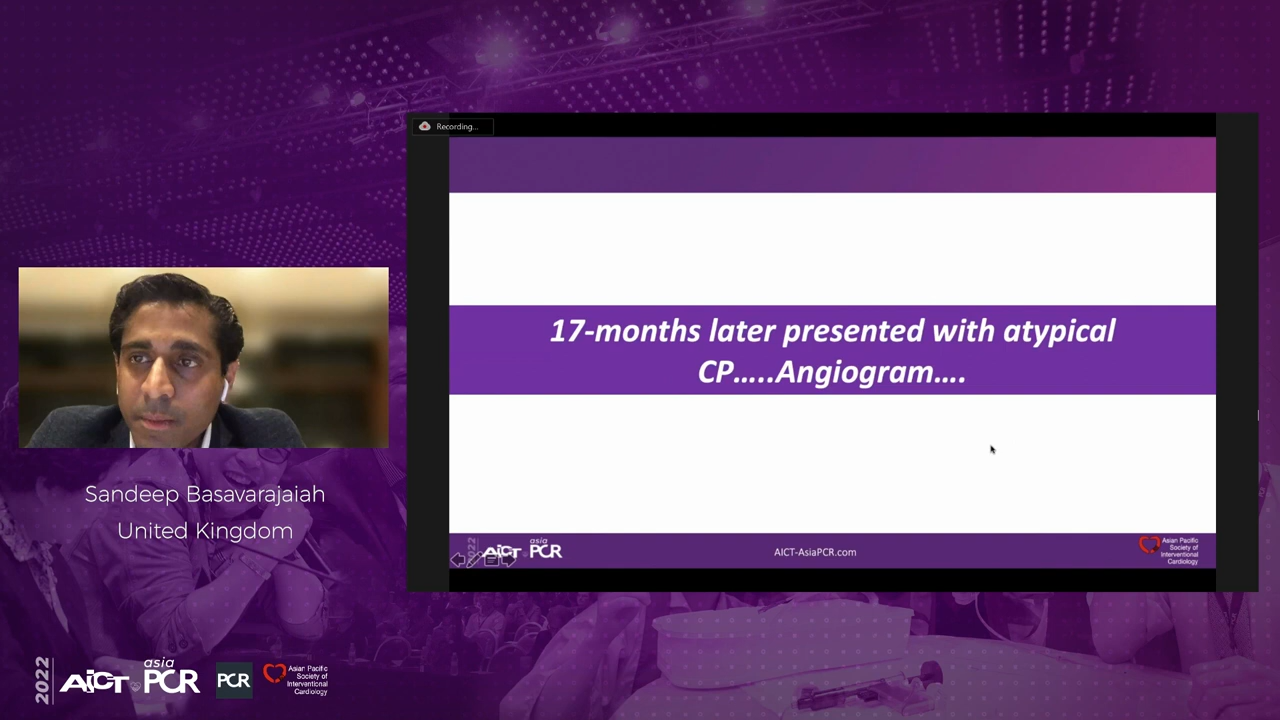 Recording...
17-months later presented with atypical
CP.....Angiogram....
2022
AICT
asia
PCR
AICT-AsiaPCR.com
Asian Pacific
Society of
Interventional
Cardiology
Sandeep Basavarajaiah
United Kingdom
2022
AICT
asia
PCR
PCR
Asian Pacific
Society of
Interventional
Cardiology